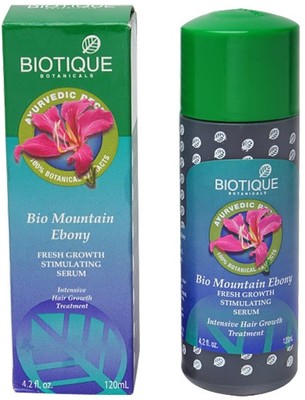 BIOTIQUE
BOTANICALS
AYURVEDIC
100% BOTANICAL EXTRACTS
Bio Mountain
Ebony
FRESH GROWTH
STIMULATING
SERUM
Intensive
Hair Growth
Treatment
4.2 fl. oz.
120mL
BIOTIQUE
BOTANICALS
AYURVEDIC
100% BOTANICAL
Bio Mountain Ebony
FRESH GROWTH
STIMULATING
SERUM
Intensive Hair Growth
Treatment
4.2 fl. oz.
120mL